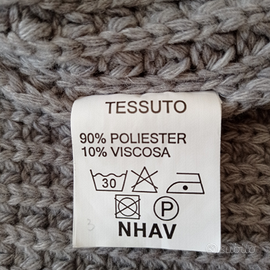 TESSUTO
90% POLIESTER
10% VISCOSA
30
P
NHAV